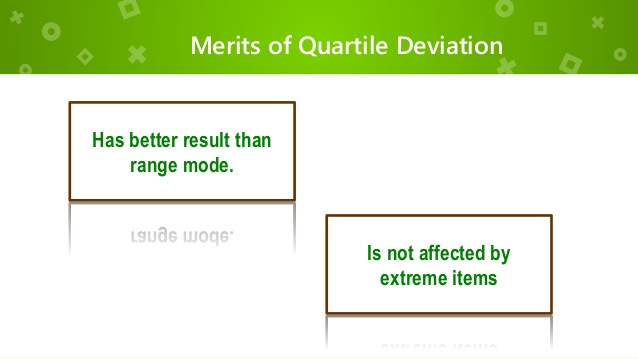 Merits of Quartile Deviation
Has better result than
range mode.
Is not affected by
extreme items